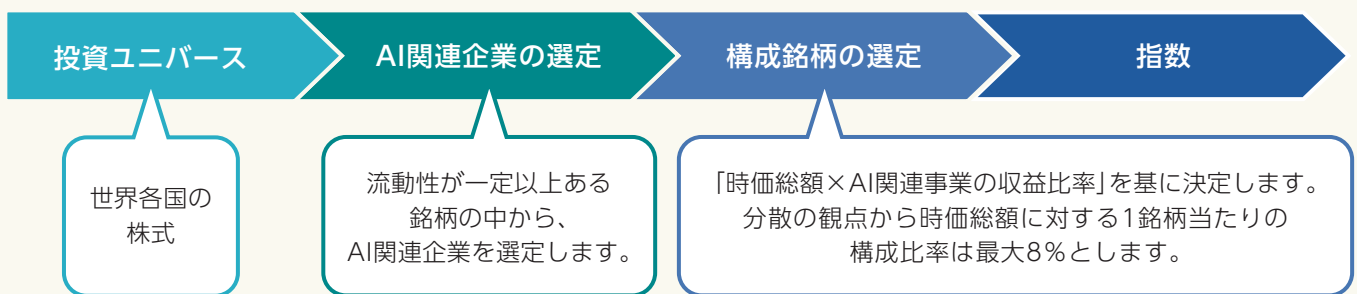 投資ユニバース
AI関連企業の選定
構成銘柄の選定
指数
世界各国の
株式
流動性が一定以上ある
銘柄の中から、
AI関連企業を選定します。
「時価総額×AI関連事業の収益比率」を基に決定します。
分散の観点から時価総額に対する1銘柄当たりの
構成比率は最大8%とします。